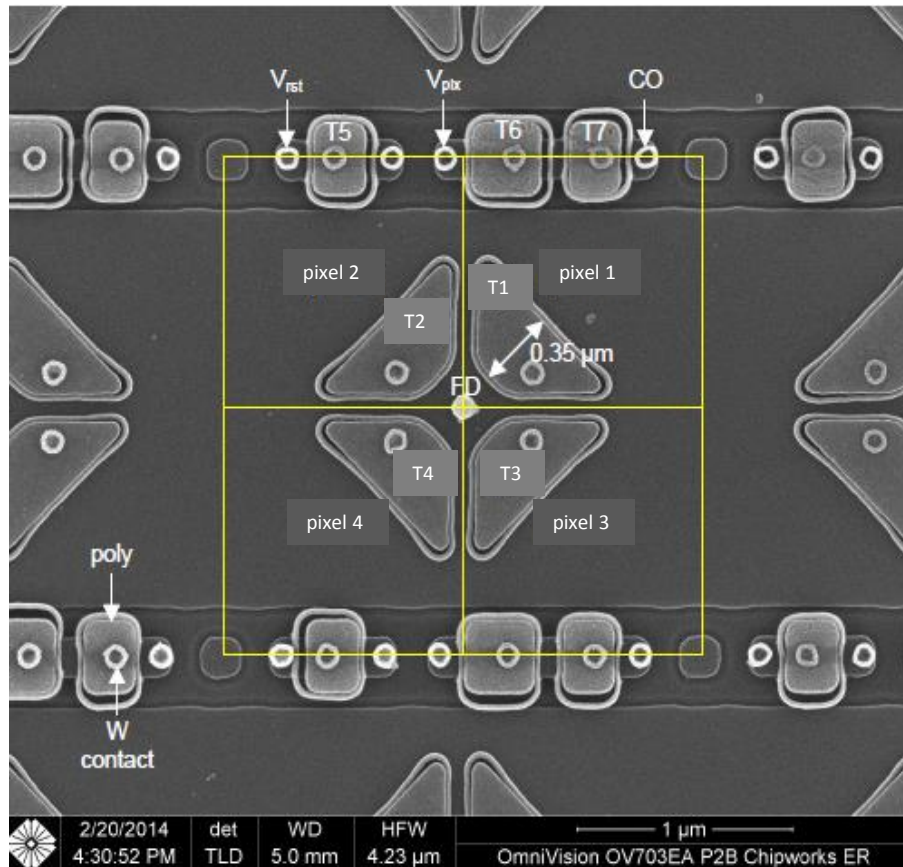 Vrst
Vpix
CO
T5
T6
T7
pixel 2
pixel 1
T1
T2
0.35 µm
FD
T4
T3
pixel 4
pixel 3
poly
W
contact
2/20/2014
4:30:52 PM
det
TLD
WD
5.0 mm
HFW
4.23 µm
1 µm
OmniVision OV703EA P2B Chipworks ER